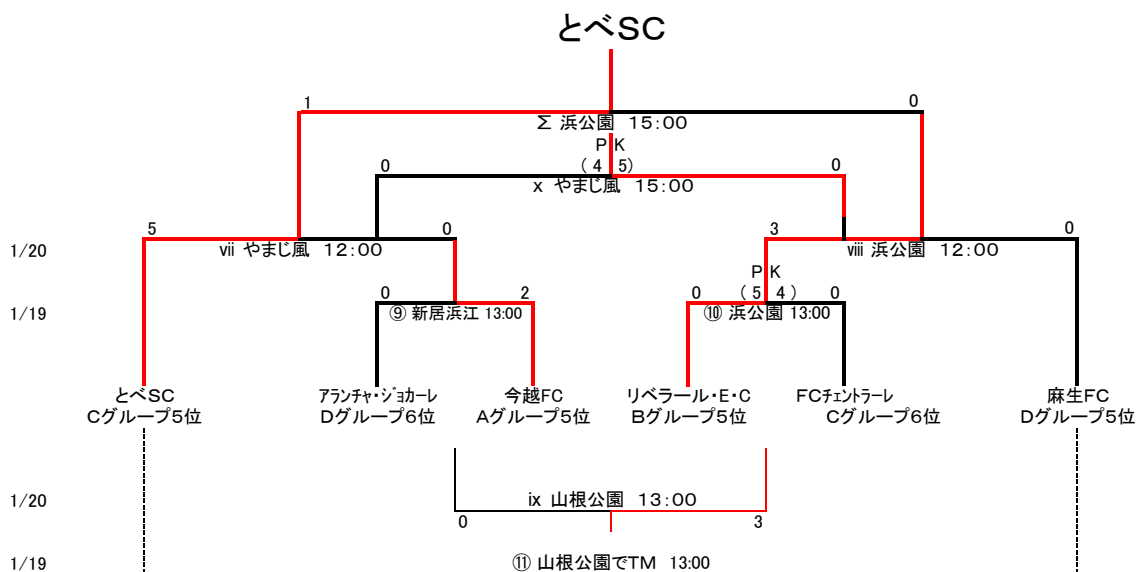 とべSC
1 0
Σ 浜公園 15:00
P K
0 ( 4 5) 0
x やまじ風 15:00
5 0 3 0
1/20 vii やまじ風 12:00 viii 浜公園 12:00
P K
0 2 0 ( 5 4 ) 0
1/19 ⑨ 新居浜江 13:00 ⑩ 浜公園 13:00
とべSC アランチャ・ジョカーレ 今越FC リベラール・E・C FCチェントラーレ 麻生FC
Cグループ5位 Dグループ6位 Aグループ5位 Bグループ5位 Cグループ6位 Dグループ5位
1/20 ix 山根公園 13:00
0 3
1/19 ⑪ 山根公園でTM 13:00